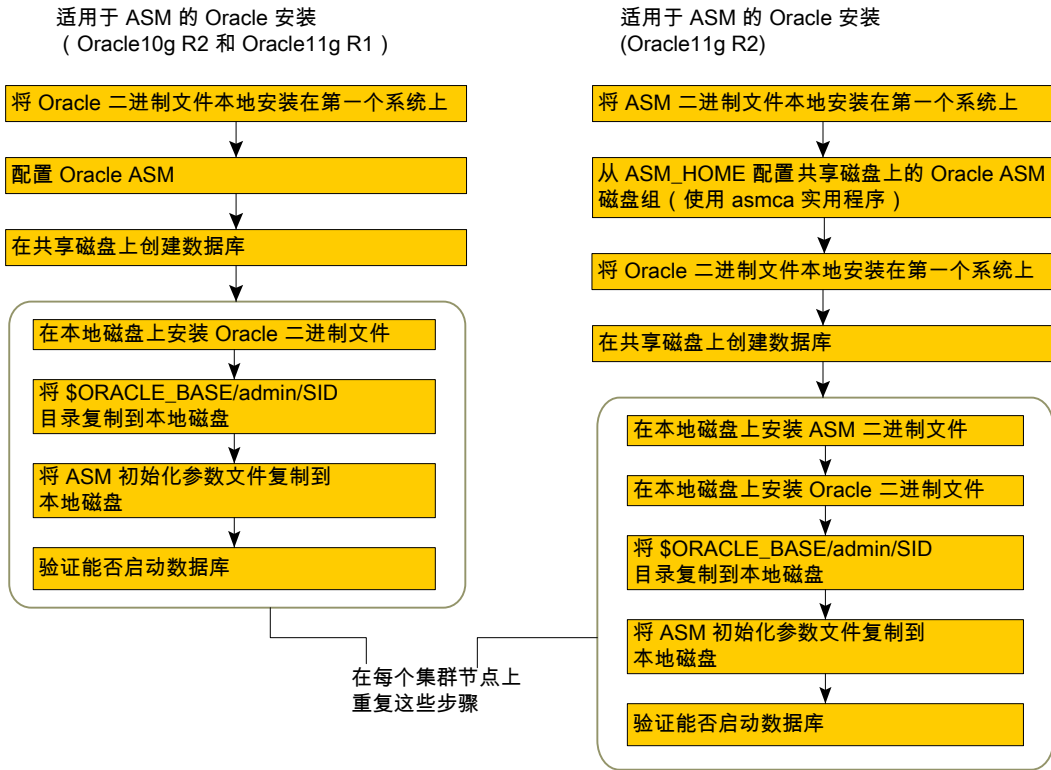 适用于 ASM 的 Oracle 安装
（Oracle10g R2 和 Oracle11g R1）
将 Oracle 二进制文件本地安装在第一个系统上
配置 Oracle ASM
在共享磁盘上创建数据库
在本地磁盘上安装 Oracle 二进制文件
将 $ORACLE_BASE/admin/SID
目录复制到本地磁盘
将 ASM 初始化参数文件复制到
本地磁盘
验证能否启动数据库
适用于 ASM 的 Oracle 安装
(Oracle11g R2)
将 ASM 二进制文件本地安装在第一个系统上
从 ASM_HOME 配置共享磁盘上的 Oracle ASM
磁盘组（使用 asmca 实用程序）
将 Oracle 二进制文件本地安装在第一个系统上
在共享磁盘上创建数据库
在本地磁盘上安装 ASM 二进制文件
在本地磁盘上安装 Oracle 二进制文件
将 $ORACLE_BASE/admin/SID
目录复制到本地磁盘
将 ASM 初始化参数文件复制到
本地磁盘
验证能否启动数据库
在每个集群节点上
重复这些步骤